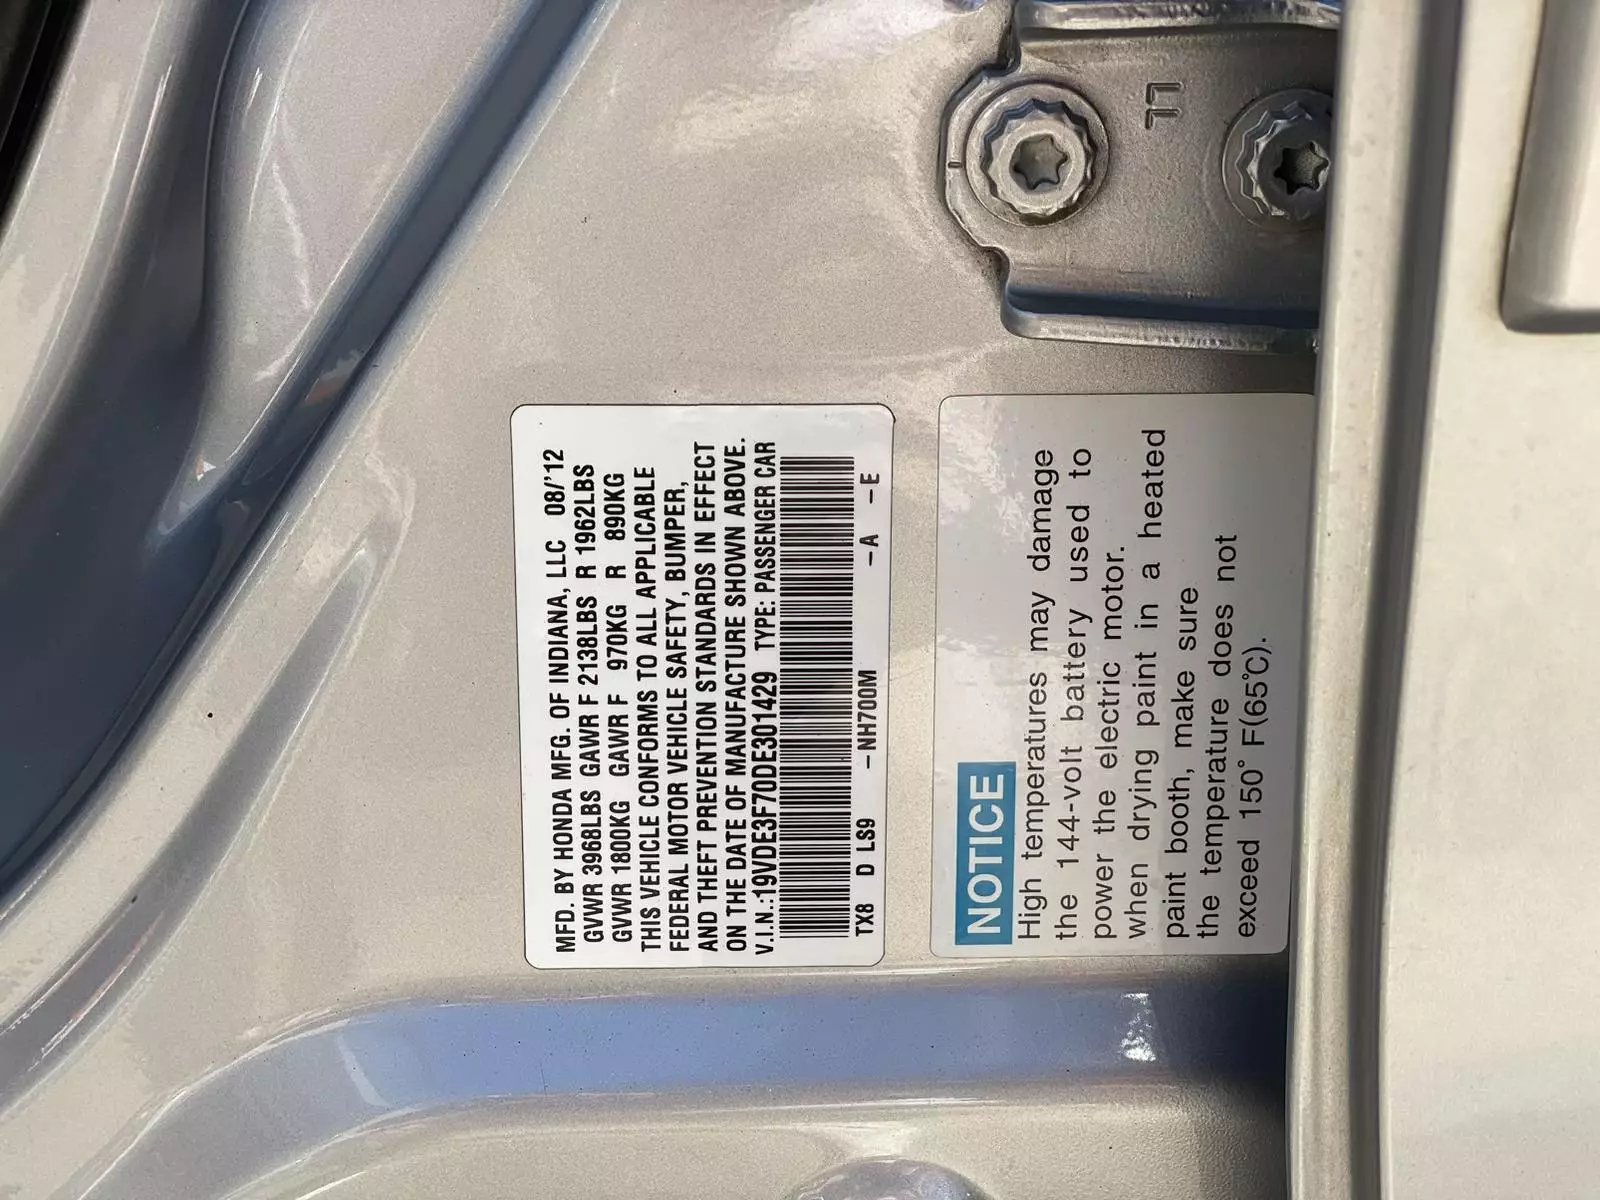 MFD. BY HONDA MFG. OF INDIANA, LLC 08/'12
GVWR 3968LBS GAWR F 2138LBS R 1962LBS
GVWR 1800KG GAWR F 970KG R 890KG
THIS VEHICLE CONFORMS TO ALL APPLICABLE
FEDERAL MOTOR VEHICLE SAFETY, BUMPER,
AND THEFT PREVENTION STANDARDS IN EFFECT
ON THE DATE OF MANUFACTURE SHOWN ABOVE.
V.I.N.:19VDE3F70DE301429 TYPE: PASSENGER CAR
TX8 D LS9 –NH700M –A –E
NOTICE
High temperatures may damage
the 144-volt battery used to
power the electric motor.
when drying paint in a heated
paint booth, make sure
the temperature does not
exceed 150° F(65℃).